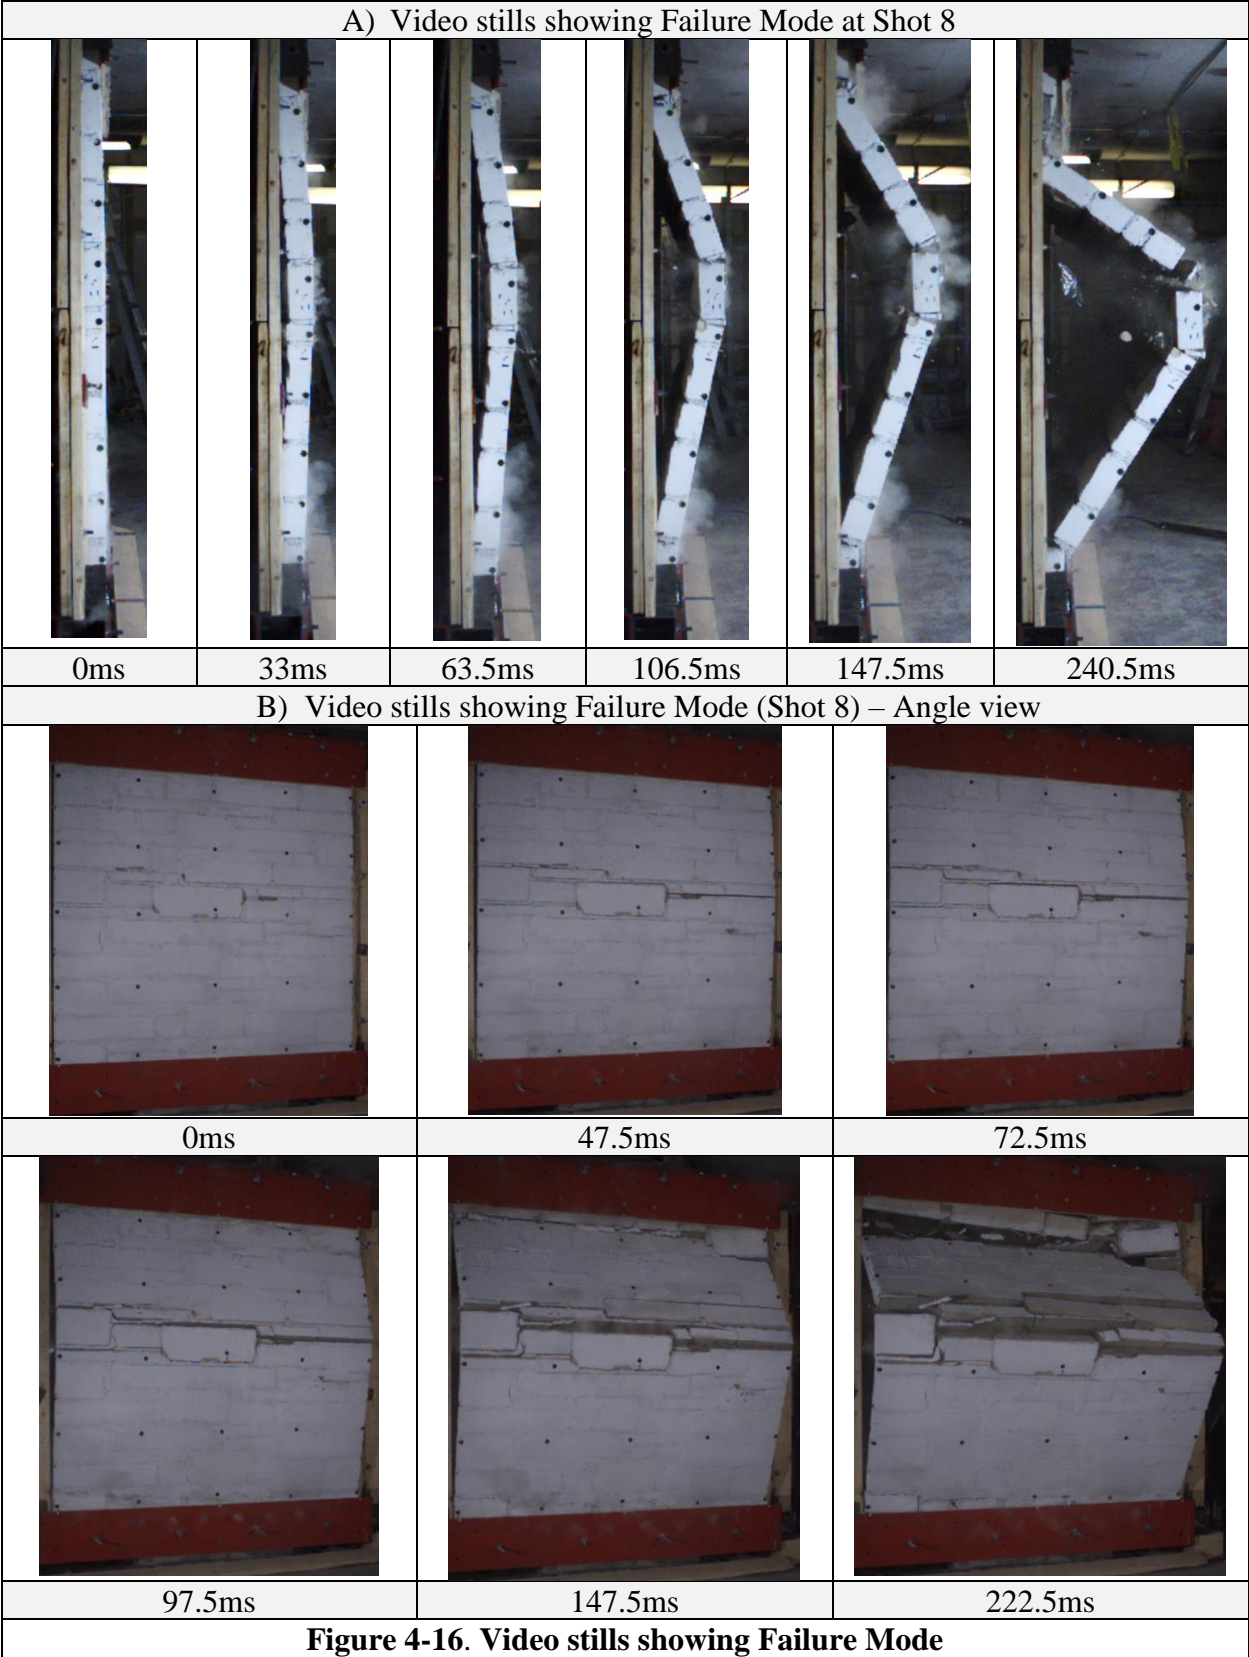 A) Video stills showing Failure Mode at Shot 8
0ms
33ms
63.5ms
106.5ms
147.5ms
240.5ms
B) Video stills showing Failure Mode (Shot 8) – Angle view
0ms
47.5ms
72.5ms
97.5ms
147.5ms
222.5ms
Figure 4-16. Video stills showing Failure Mode